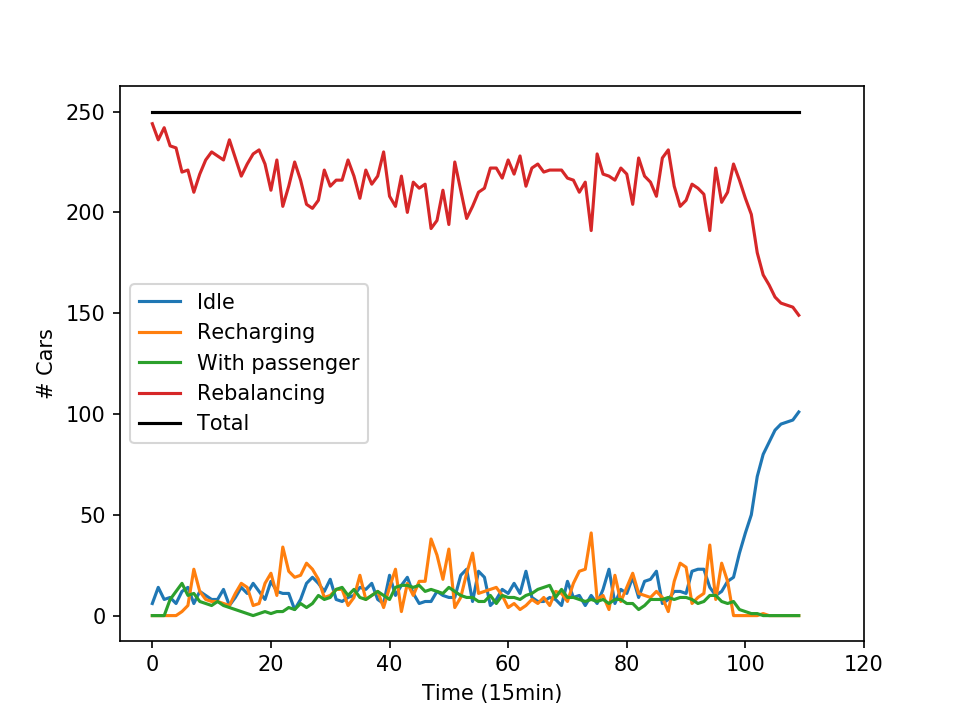 250
200
150
100
50
0
# Cars
Idle
Recharging
With passenger
Rebalancing
Total
0 20 40 60 80 100 120
Time (15min)